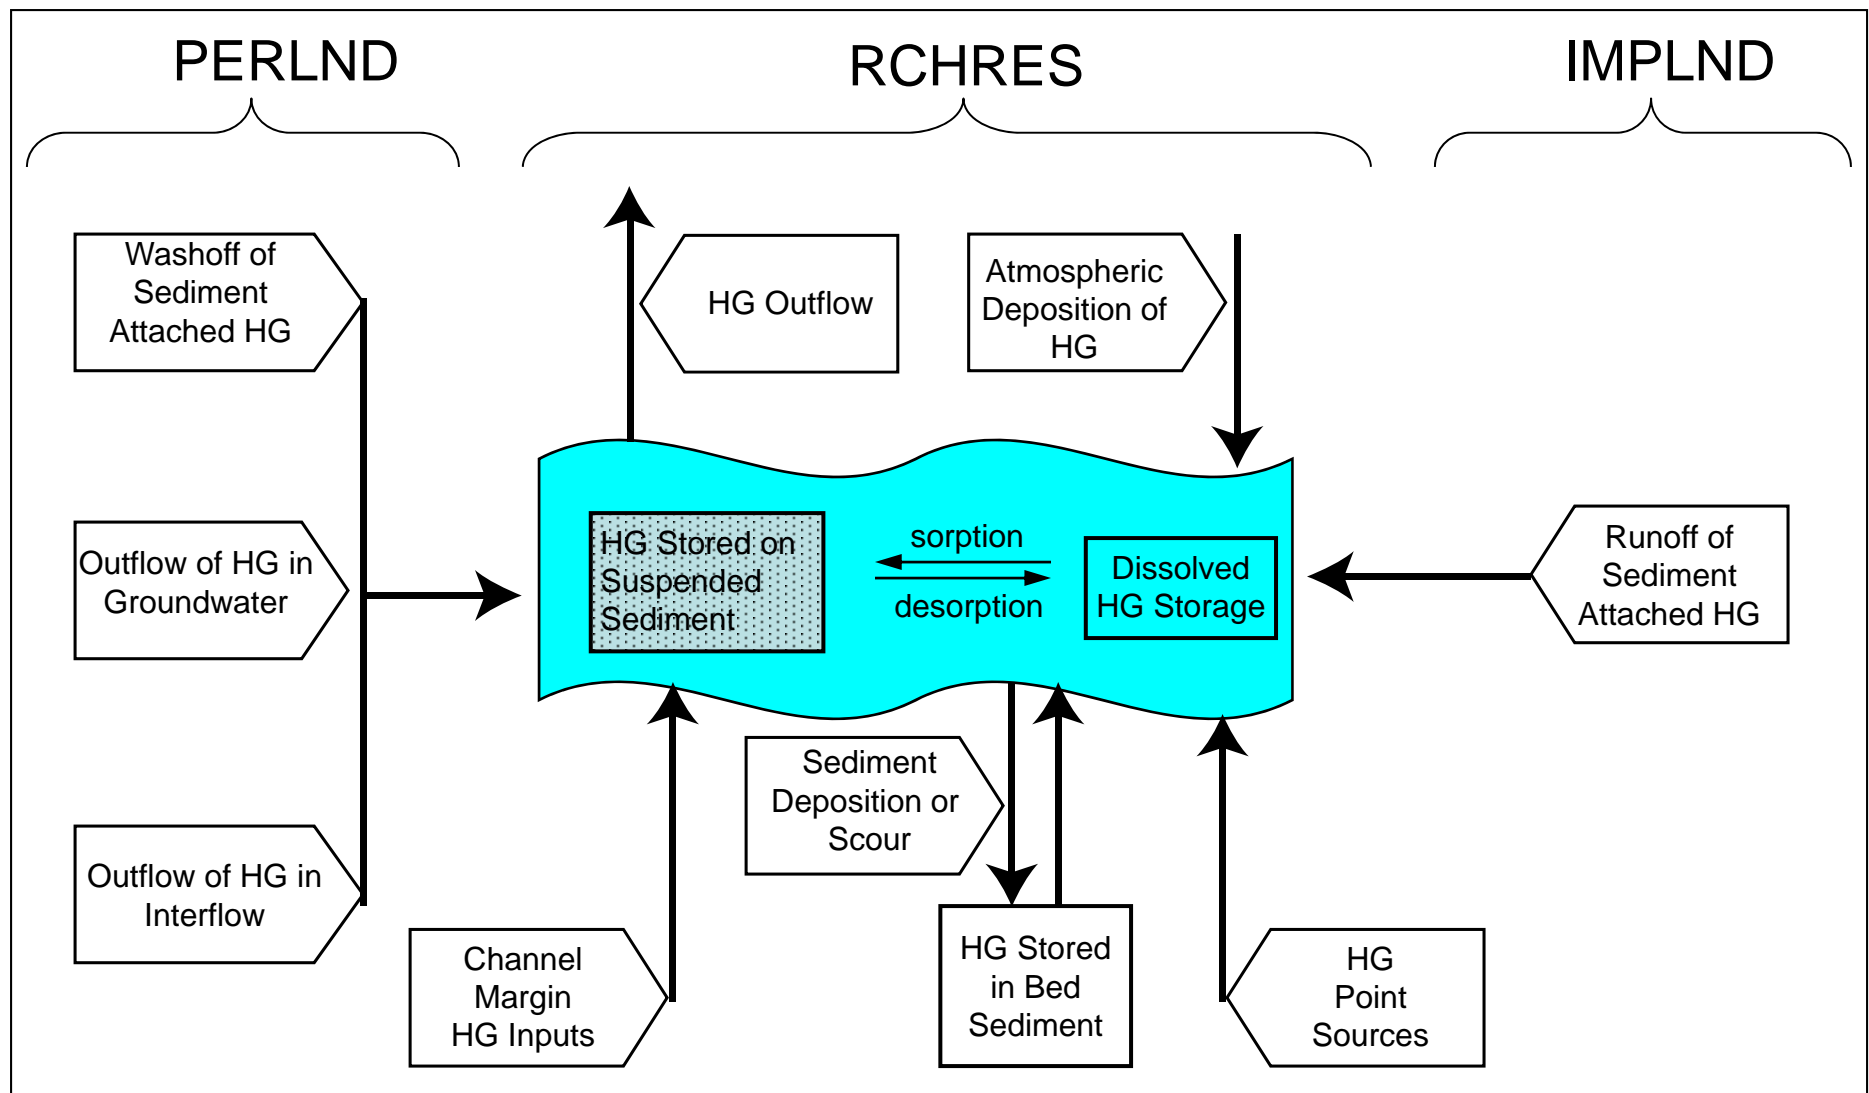 PERLND
RCHRES
IMPLND
Washoff of
Sediment
Attached HG
HG Outflow
Atmospheric
Deposition of
HG
Outflow of HG in
Groundwater
HG Stored on
Suspended
Sediment
sorption
desorption
Dissolved
HG Storage
Runoff of
Sediment
Attached HG
Sediment
Deposition or
Scour
Outflow of HG in
Interflow
Channel
Margin
HG Inputs
HG Stored
in Bed
Sediment
HG
Point
Sources